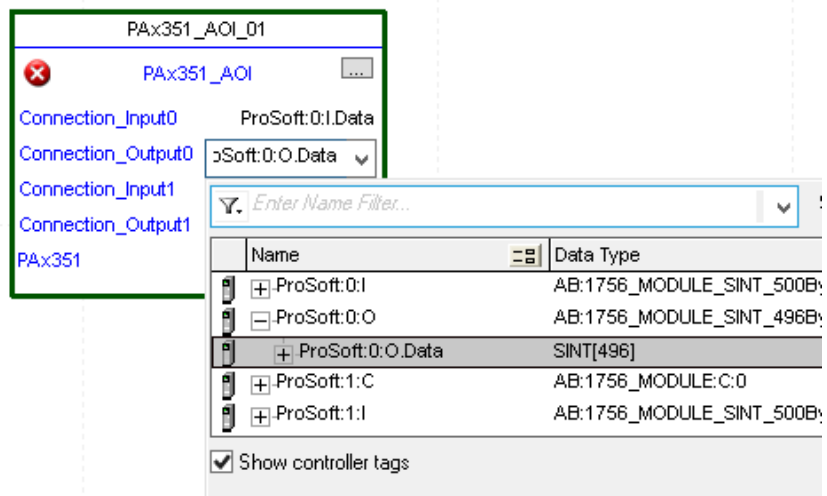 PAx351_AOI_01
PAx351_AOI ...
Connection_Input0 ProSoft:0:I.Data
Connection_Output0 oSoft:0:O.Data
Connection_Input1
Connection_Output1
PAx351
Enter Name Filter...
Name Data Type
ProSoft:0:I AB:1756_MODULE_SINT_500By
ProSoft:0:O AB:1756_MODULE_SINT_496By
ProSoft:0:O.Data SINT[496]
ProSoft:1:C AB:1756_MODULE:C:0
ProSoft:1:I AB:1756_MODULE_SINT_500By
Show controller tags